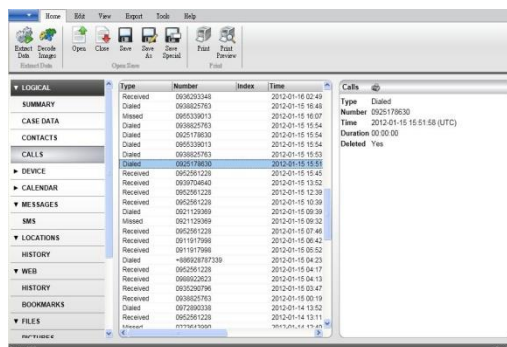 Home Edit View Export Tools Help
Extract Data
Decode Images
Open
Close
Save
Save As
Save Special
Print
Print Preview
Extract Data
Open/Save
Print
▼ LOGICAL
SUMMARY
CASE DATA
CONTACTS
CALLS
► DEVICE
► CALENDAR
▼ MESSAGES
SMS
▼ LOCATIONS
HISTORY
▼ WEB
HISTORY
BOOKMARKS
▼ FILES
PICTURES
Type Number Index Time
Received 0936293348 2012-01-16 02:49
Dialed 0938825763 2012-01-15 16:48
Missed 0955339013 2012-01-15 16:07
Dialed 0938825763 2012-01-15 15:54
Dialed 0925178630 2012-01-15 15:54
Dialed 0955339013 2012-01-15 15:54
Dialed 0938825763 2012-01-15 15:53
Dialed 0925178630 2012-01-15 15:51
Received 0952561228 2012-01-15 15:45
Received 0939704640 2012-01-15 13:52
Received 0952561228 2012-01-15 12:39
Received 0952561228 2012-01-15 10:39
Dialed 0921129369 2012-01-15 09:39
Missed 0921129369 2012-01-15 09:32
Received 0952561228 2012-01-15 07:46
Received 0911917998 2012-01-15 06:42
Received 0911917998 2012-01-15 05:52
Dialed +886928787339 2012-01-15 04:23
Received 0952561228 2012-01-15 04:17
Received 0989922623 2012-01-15 04:13
Received 0935290796 2012-01-15 03:47
Received 0938825763 2012-01-15 00:19
Dialed 0972890338 2012-01-14 13:52
Received 0952561228 2012-01-14 13:11
Missed 0223643990 2012-01-14 12:40
Calls
Type Dialed
Number 0925178630
Time 2012-01-15 15:51:58 (UTC)
Duration 00:00:00
Deleted Yes